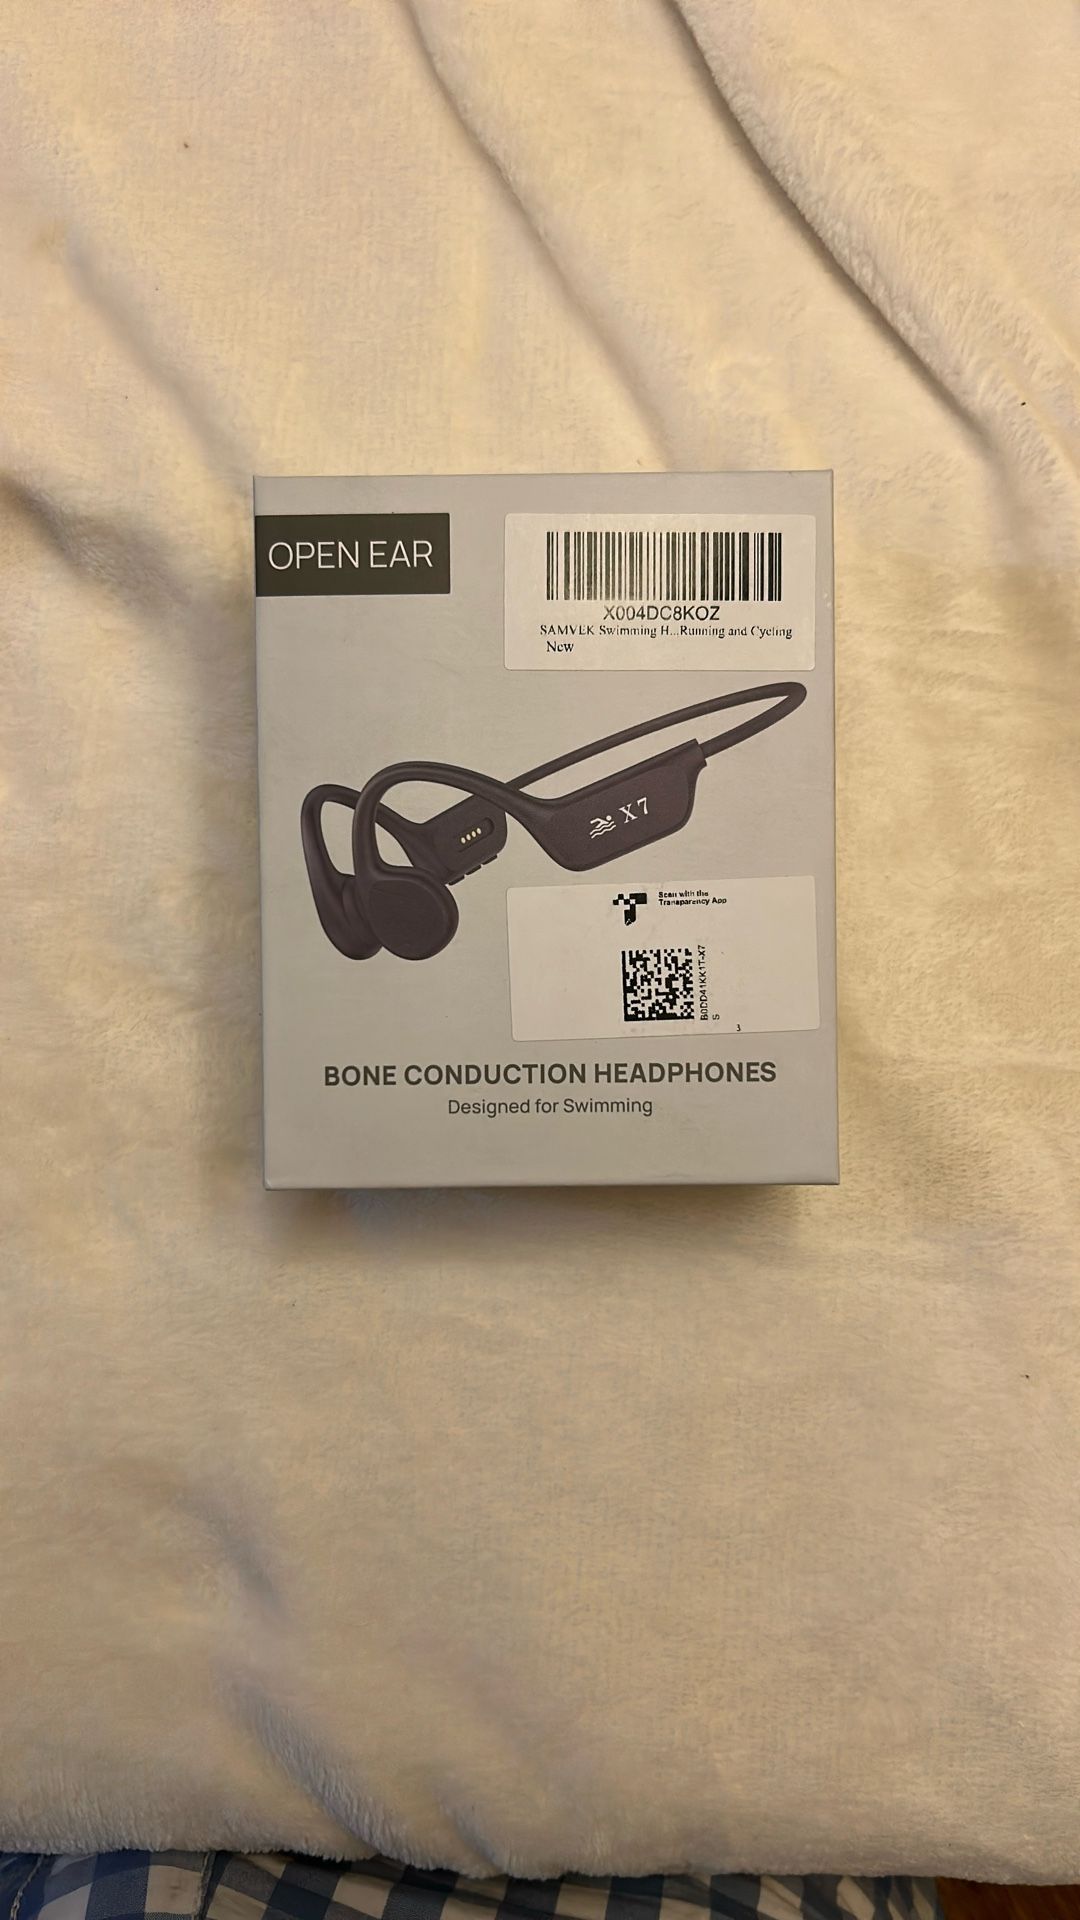 OPEN EAR
X004DC8KOZ
SAMVEK Swimming H...Running and Cycling
New
X7
Scan with the
Transparency App
B0DD41KK1T-X7
S
3
BONE CONDUCTION HEADPHONES
Designed for Swimming